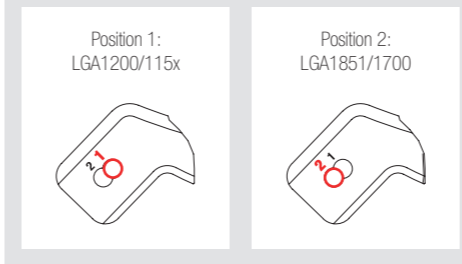 Position 1:
LGA1200/115x
1
2
Position 2:
LGA1851/1700
1
2